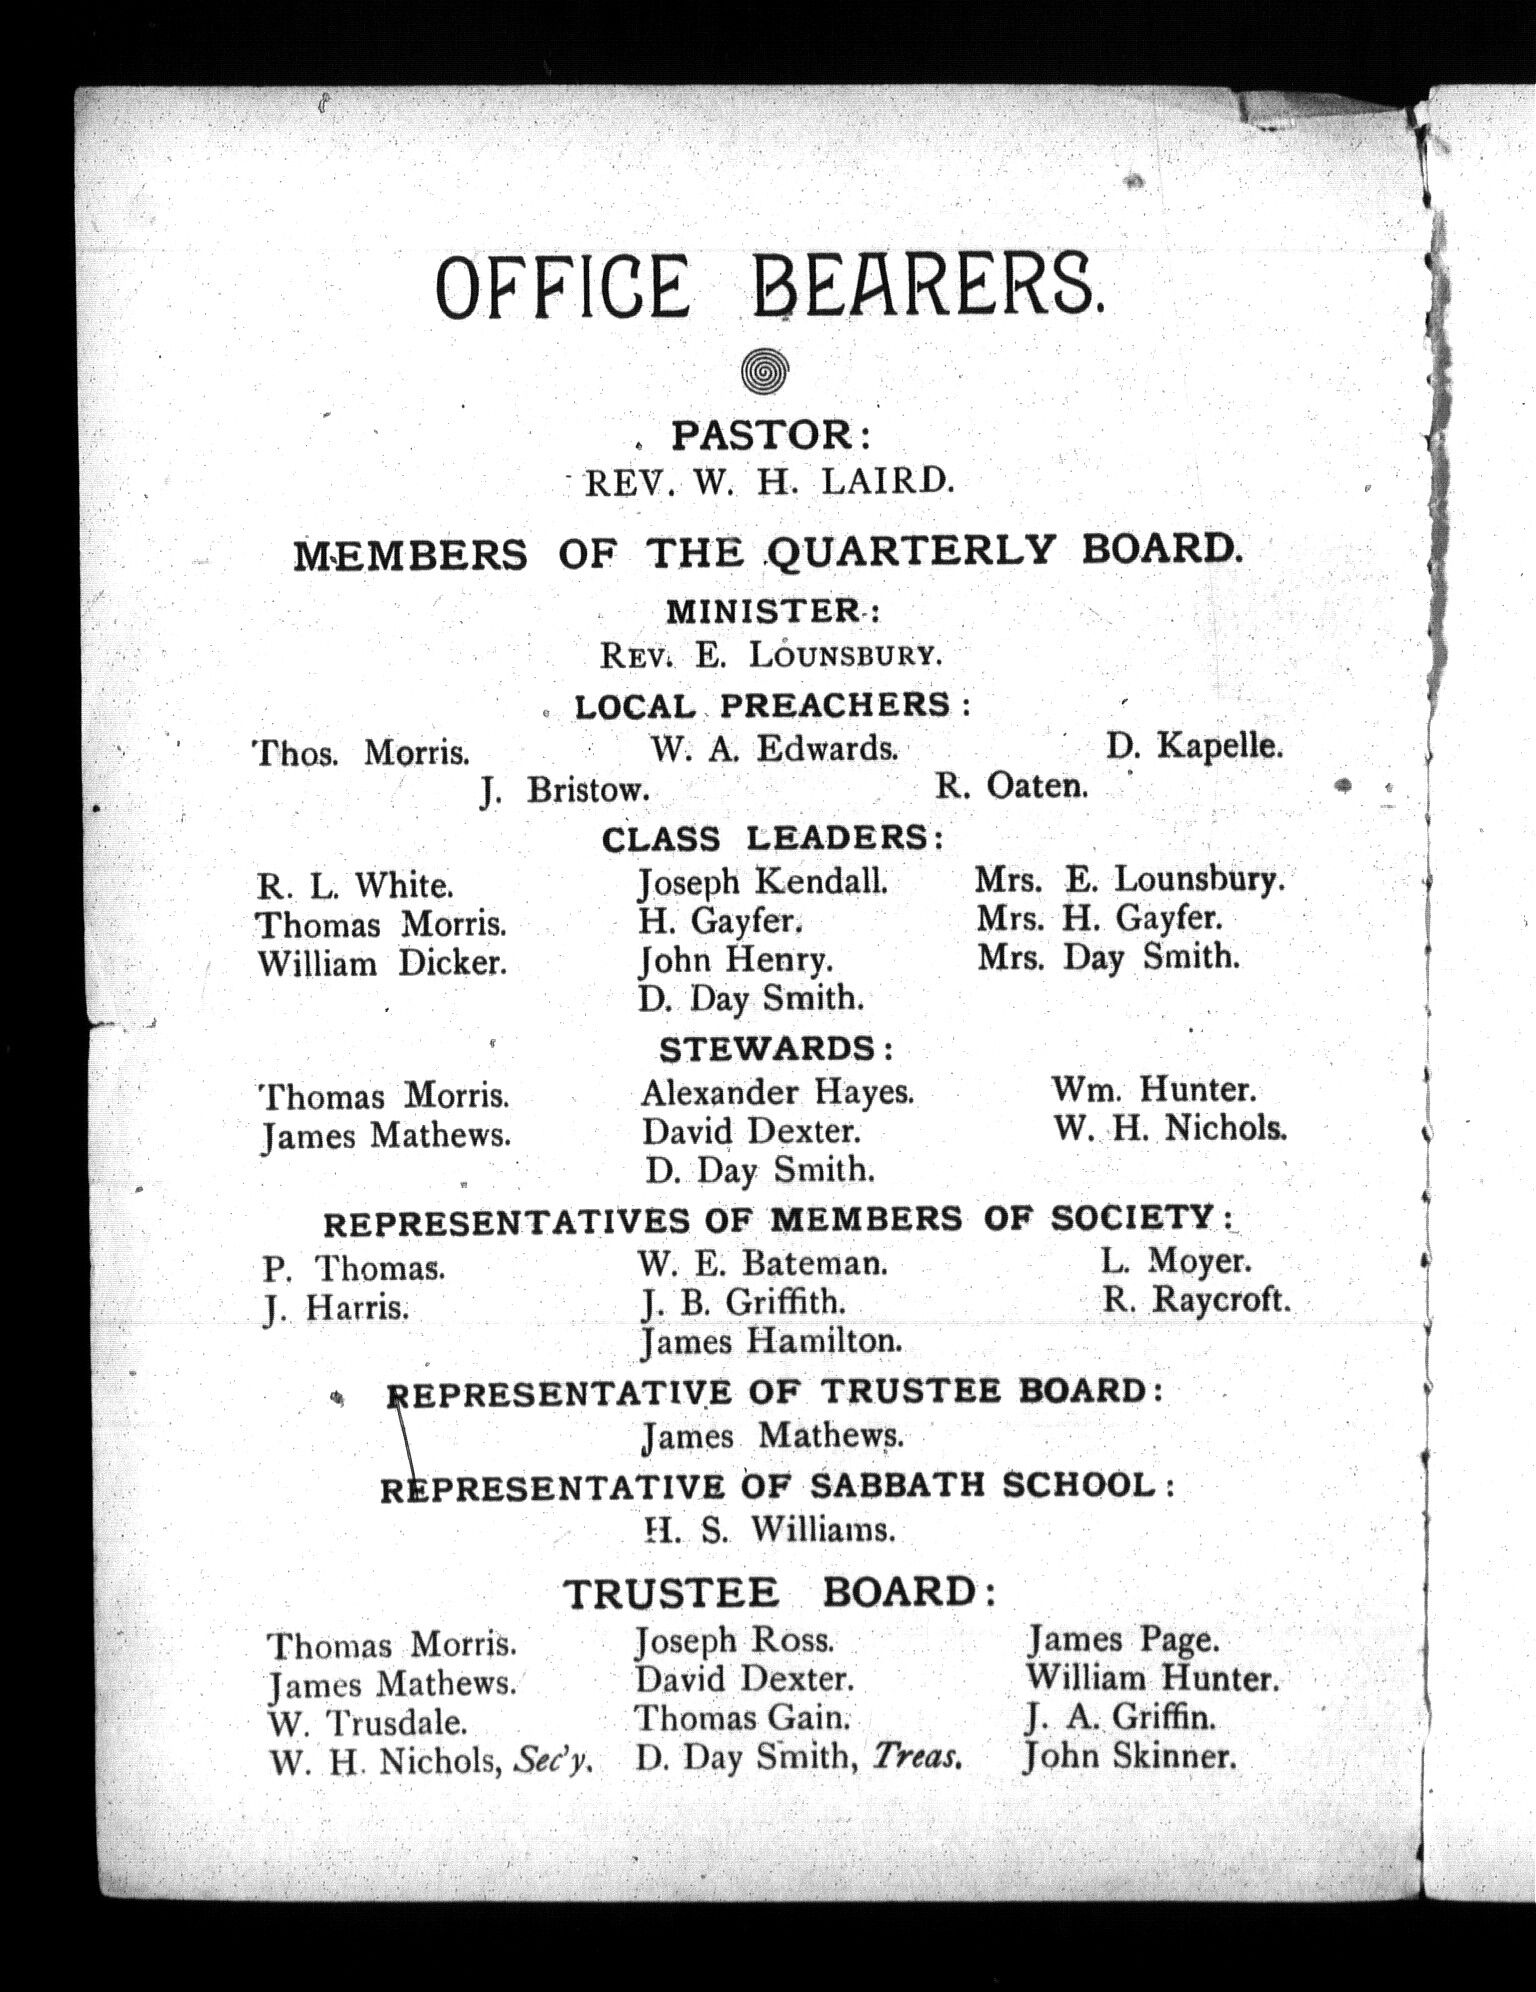 OFFICE BEARERS.
PASTOR:
REV. W. H. LAIRD.
MEMBERS OF THE QUARTERLY BOARD.
MINISTER:
REV. E. LOUNSBURY.
LOCAL PREACHERS:
Thos. Morris. W. A. Edwards. D. Kapelle.
J. Bristow. R. Oaten.
CLASS LEADERS:
R. L. White. Joseph Kendall. Mrs. E. Lounsbury.
Thomas Morris. H. Gayfer. Mrs. H. Gayfer.
William Dicker. John Henry. Mrs. Day Smith.
D. Day Smith.
STEWARDS:
Thomas Morris. Alexander Hayes. Wm. Hunter.
James Mathews. David Dexter. W. H. Nichols.
D. Day Smith.
REPRESENTATIVES OF MEMBERS OF SOCIETY:
P. Thomas. W. E. Bateman. L. Moyer.
J. Harris. J. B. Griffith. R. Raycroft.
James Hamilton.
REPRESENTATIVE OF TRUSTEE BOARD:
James Mathews.
REPRESENTATIVE OF SABBATH SCHOOL:
H. S. Williams.
TRUSTEE BOARD:
Thomas Morris. Joseph Ross. James Page.
James Mathews. David Dexter. William Hunter.
W. Trusdale. Thomas Gain. J. A. Griffin.
W. H. Nichols, Sec'y. D. Day Smith, Treas. John Skinner.